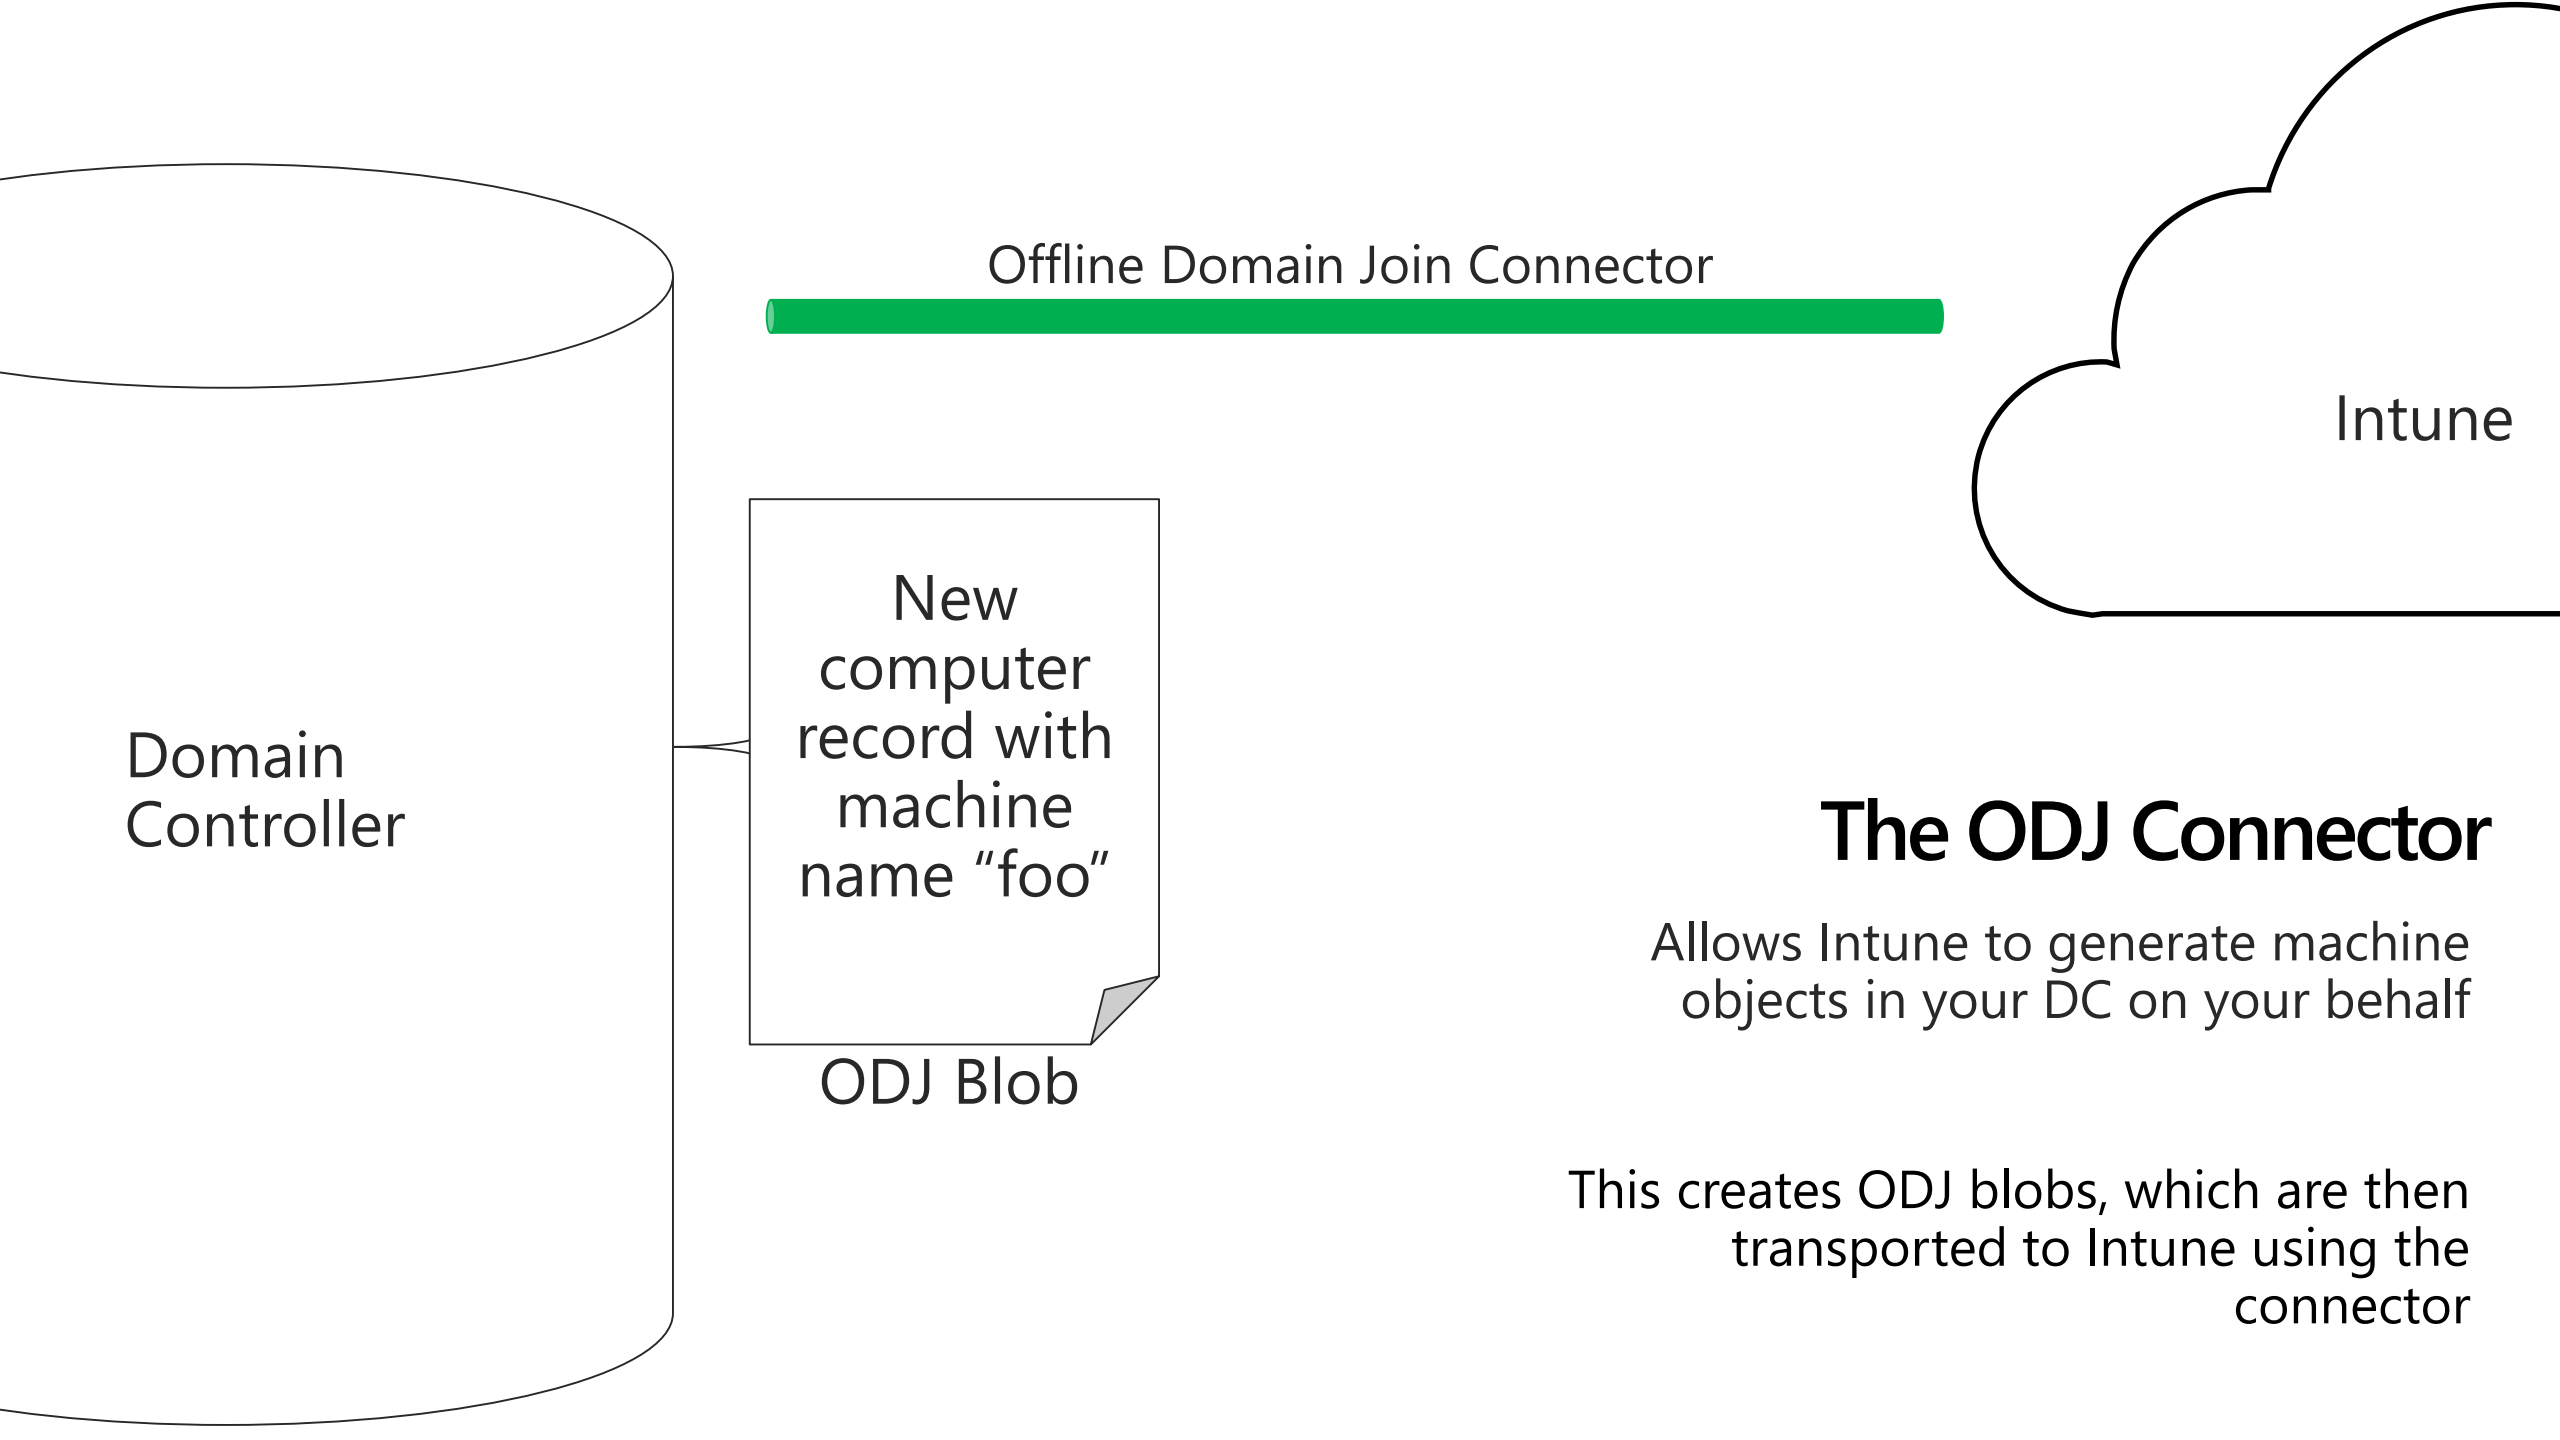 Offline Domain Join Connector
Intune
New
computer
record with
machine
name “foo”
Domain
Controller
ODJ Blob
The ODJ Connector
Allows Intune to generate machine
objects in your DC on your behalf
This creates ODJ blobs, which are then
transported to Intune using the
connector